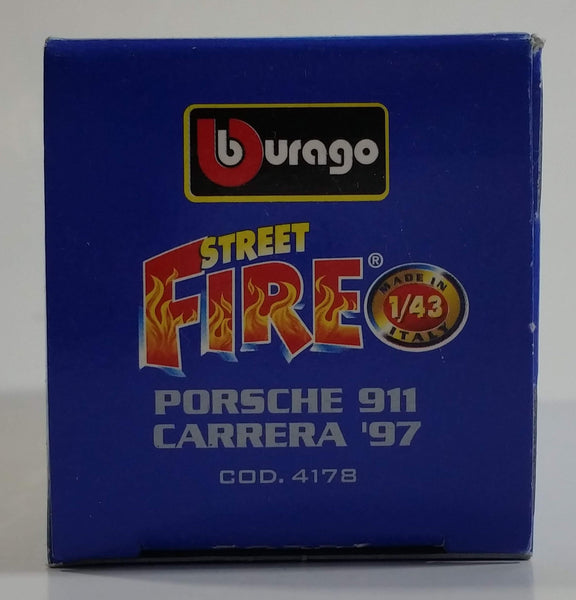 burago
STREET
FIRE®
MADE IN
1/43
ITALY
PORSCHE 911
CARRERA '97
COD. 4178